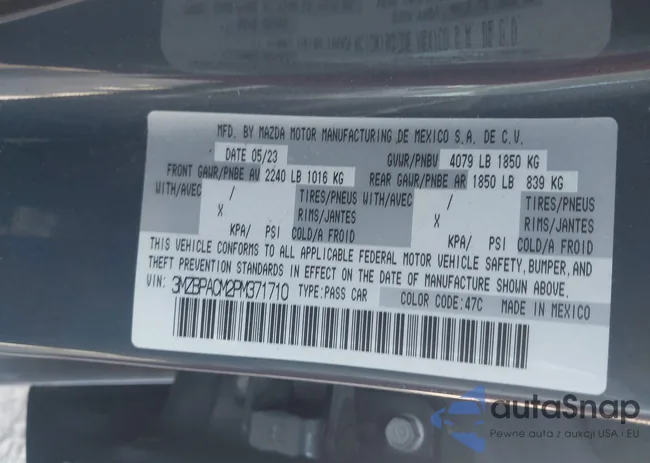 MFD. BY MAZDA MOTOR MANUFACTURING DE MEXICO S.A. DE C.V.
DATE 05/23 GVWR/PNBV 4079 LB 1850 KG
FRONT GAWR/PNBE AV 2240 LB 1016 KG REAR GAWR/PNBE AR 1850 LB 839 KG
WITH/AVEC / TIRES/PNEUS WITH/AVEC / TIRES/PNEUS
X RIMS/JANTES X RIMS/JANTES
KPA/ PSI COLD/A FROID KPA/ PSI COLD/A FROID
THIS VEHICLE CONFORMS TO ALL APPLICABLE FEDERAL MOTOR VEHICLE SAFETY, BUMPER, AND
THEFT PREVENTION STANDARDS IN EFFECT ON THE DATE OF MANUFACTURE SHOWN ABOVE.
VIN: 3MZBPACM2PM371710 TYPE:PASS CAR COLOR CODE:47C MADE IN MEXICO
autoSnap
Pewne auta z aukcji USA i EU